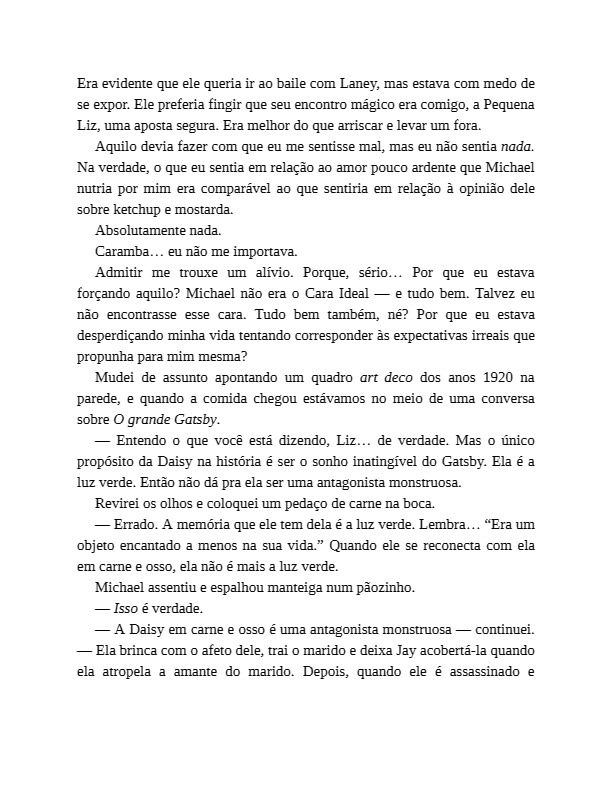 Era evidente que ele queria ir ao baile com Laney, mas estava com medo de
se expor. Ele preferia fingir que seu encontro mágico era comigo, a Pequena
Liz, uma aposta segura. Era melhor do que arriscar e levar um fora.
Aquilo devia fazer com que eu me sentisse mal, mas eu não sentia nada.
Na verdade, o que eu sentia em relação ao amor pouco ardente que Michael
nutria por mim era comparável ao que sentiria em relação à opinião dele
sobre ketchup e mostarda.
Absolutamente nada.
Caramba… eu não me importava.
Admitir me trouxe um alívio. Porque, sério… Por que eu estava
forçando aquilo? Michael não era o Cara Ideal — e tudo bem. Talvez eu
não encontrasse esse cara. Tudo bem também, né? Por que eu estava
desperdiçando minha vida tentando corresponder às expectativas irreais que
propunha para mim mesma?
Mudei de assunto apontando um quadro art deco dos anos 1920 na
parede, e quando a comida chegou estávamos no meio de uma conversa
sobre O grande Gatsby.
— Entendo o que você está dizendo, Liz… de verdade. Mas o único
propósito da Daisy na história é ser o sonho inatingível do Gatsby. Ela é a
luz verde. Então não dá pra ela ser uma antagonista monstruosa.
Revirei os olhos e coloquei um pedaço de carne na boca.
— Errado. A memória que ele tem dela é a luz verde. Lembra… “Era um
objeto encantado a menos na sua vida.” Quando ele se reconecta com ela
em carne e osso, ela não é mais a luz verde.
Michael assentiu e espalhou manteiga num pãozinho.
— Isso é verdade.
— A Daisy em carne e osso é uma antagonista monstruosa — continuei.
— Ela brinca com o afeto dele, trai o marido e deixa Jay acobertá-la quando
ela atropela a amante do marido. Depois, quando ele é assassinado e